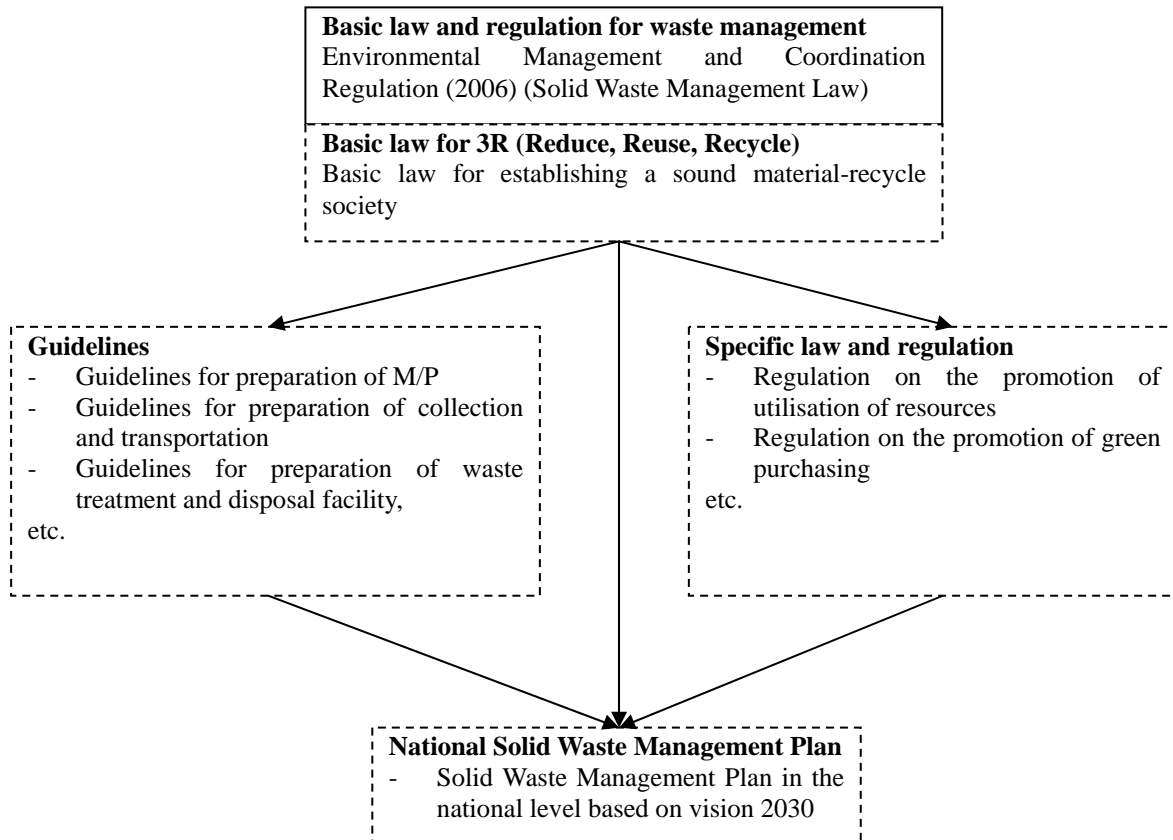 Basic law and regulation for waste management
Environmental Management and Coordination
Regulation (2006) (Solid Waste Management Law)
Basic law for 3R (Reduce, Reuse, Recycle)
Basic law for establishing a sound material-recycle
society
Guidelines
- Guidelines for preparation of M/P
- Guidelines for preparation of collection
and transportation
- Guidelines for preparation of waste
treatment and disposal facility,
etc.
Specific law and regulation
- Regulation on the promotion of
utilisation of resources
- Regulation on the promotion of green
purchasing
etc.
National Solid Waste Management Plan
- Solid Waste Management Plan in the
national level based on vision 2030